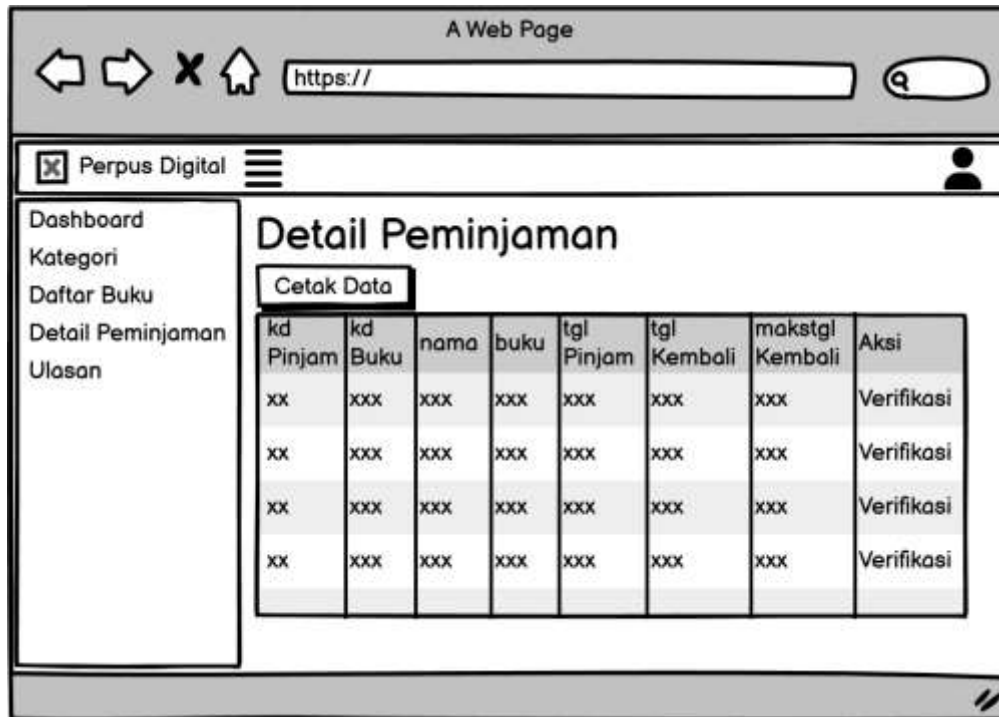 A Web Page
https://
Perpus Digital
Dashboard
Kategori
Daftar Buku
Detail Peminjaman
Ulasan
Detail Peminjaman
Cetak Data
kd Pinjam kd Buku nama buku tgl Pinjam tgl Kembali makstgl Kembali Aksi
xx xxx xxx xxx xxx xxx xxx Verifikasi
xx xxx xxx xxx xxx xxx xxx Verifikasi
xx xxx xxx xxx xxx xxx xxx Verifikasi
xx xxx xxx xxx xxx xxx xxx Verifikasi